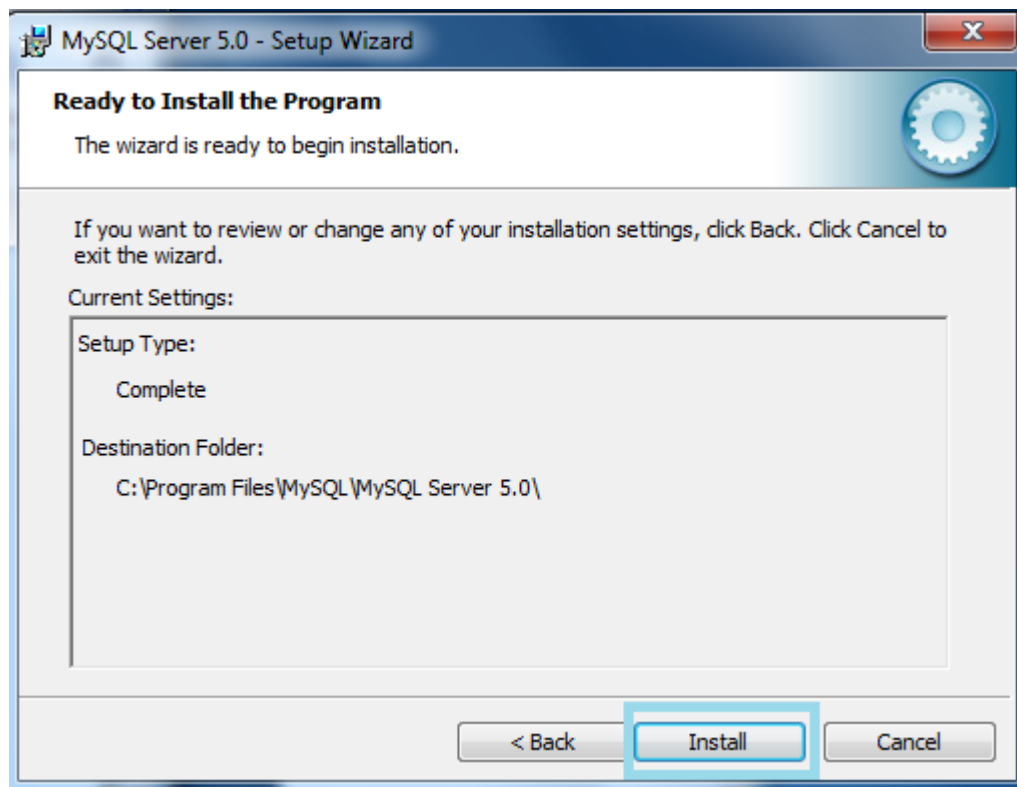 MySQL Server 5.0 - Setup Wizard
Ready to Install the Program
The wizard is ready to begin installation.
If you want to review or change any of your installation settings, click Back. Click Cancel to
exit the wizard.
Current Settings:
Setup Type:
Complete
Destination Folder:
C:\Program Files\MySQL\MySQL Server 5.0\
< Back Install Cancel